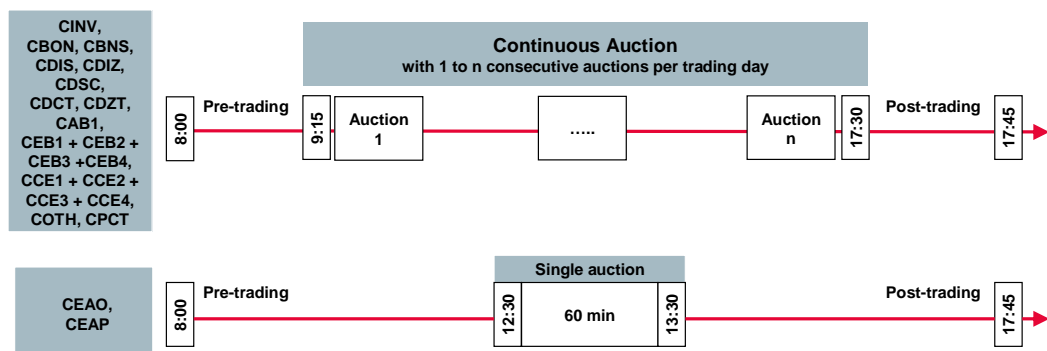 CINV,
CBON, CBNS,
CDIS, CDIZ,
CDSC,
CDCT, CDZT,
CAB1,
CEB1 + CEB2 +
CEB3 +CEB4,
CCE1 + CCE2 +
CCE3 + CCE4,
COTH, CPCT
Continuous Auction
with 1 to n consecutive auctions per trading day
8:00
Pre-trading
9:15
Auction
1
…..
Auction
n
17:30
Post-trading
17:45
CEAO,
CEAP
Single auction
8:00
Pre-trading
12:30
60 min
13:30
Post-trading
17:45